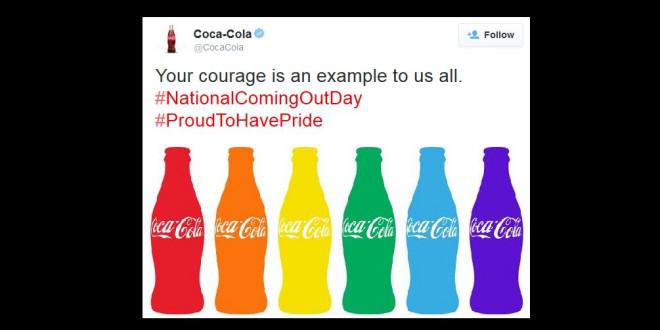 Coca-Cola
@CocaCola
Follow
Your courage is an example to us all.
#NationalComingOutDay
#ProudToHavePride
Coca-Cola
Coca-Cola
Coca-Cola
Coca-Cola
Coca-Cola
Coca-Cola